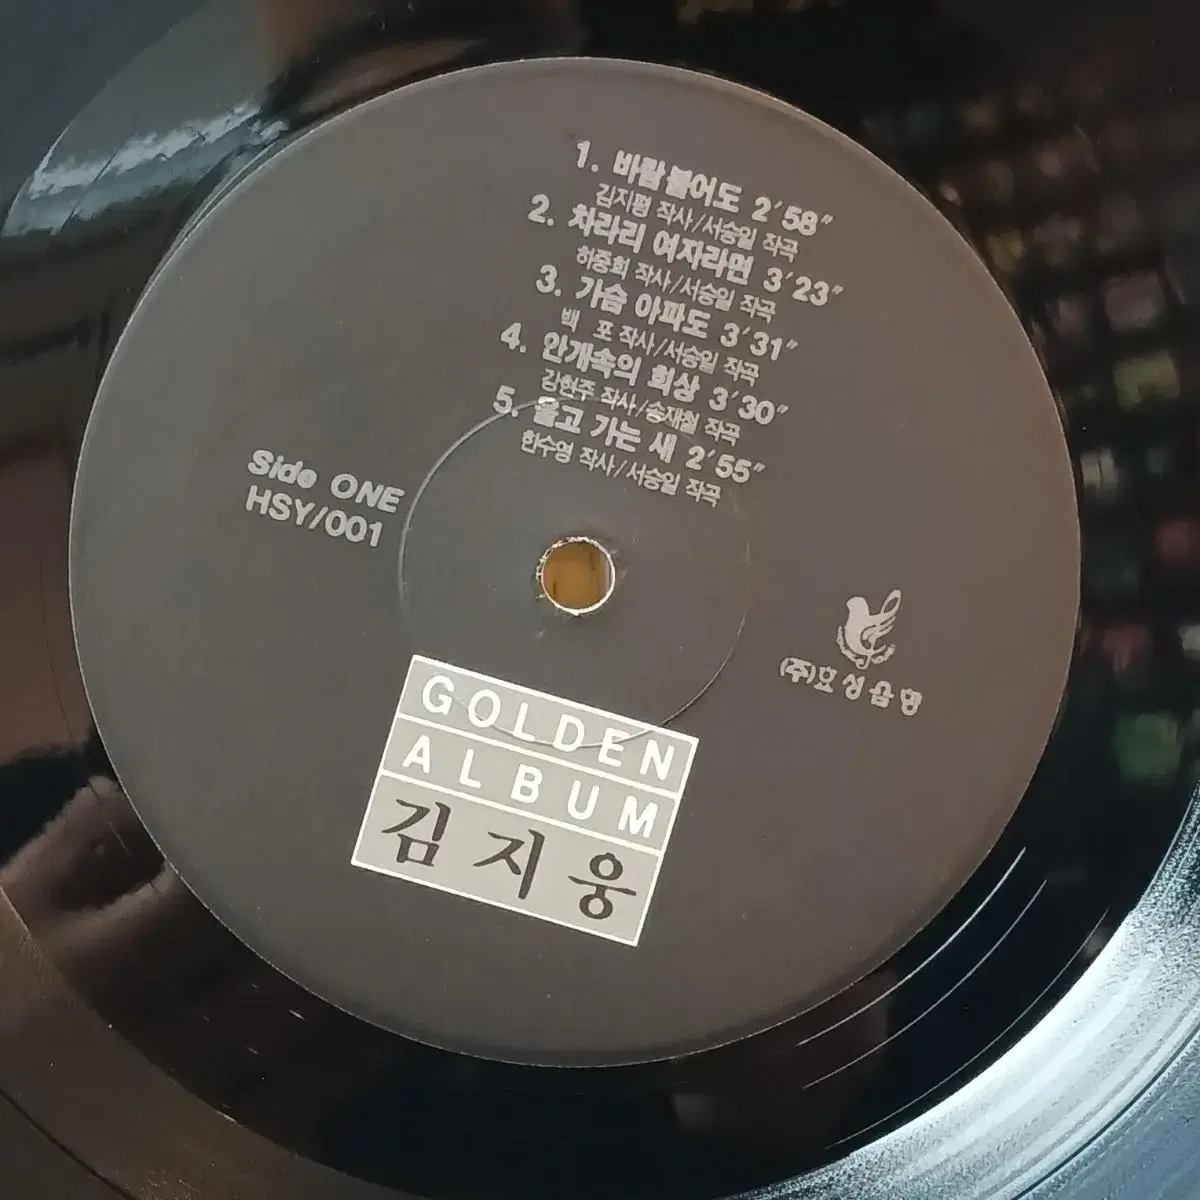 1. 바람 불어도 2′58″
김지평 작사/서승일 작곡
2. 차라리 여자라면 3′23″
하중희 작사/서승일 작곡
3. 가슴 아파도 3′31″
백 포 작사/서승일 작곡
4. 안개속의 회상 3′30″
김현주 작사/송재철 작곡
5. 울고 가는 새 2′55″
한수영 작사/서승일 작곡
Side ONE
HSY/001
(주)효성음향
GOLDEN
ALBUM
김지웅